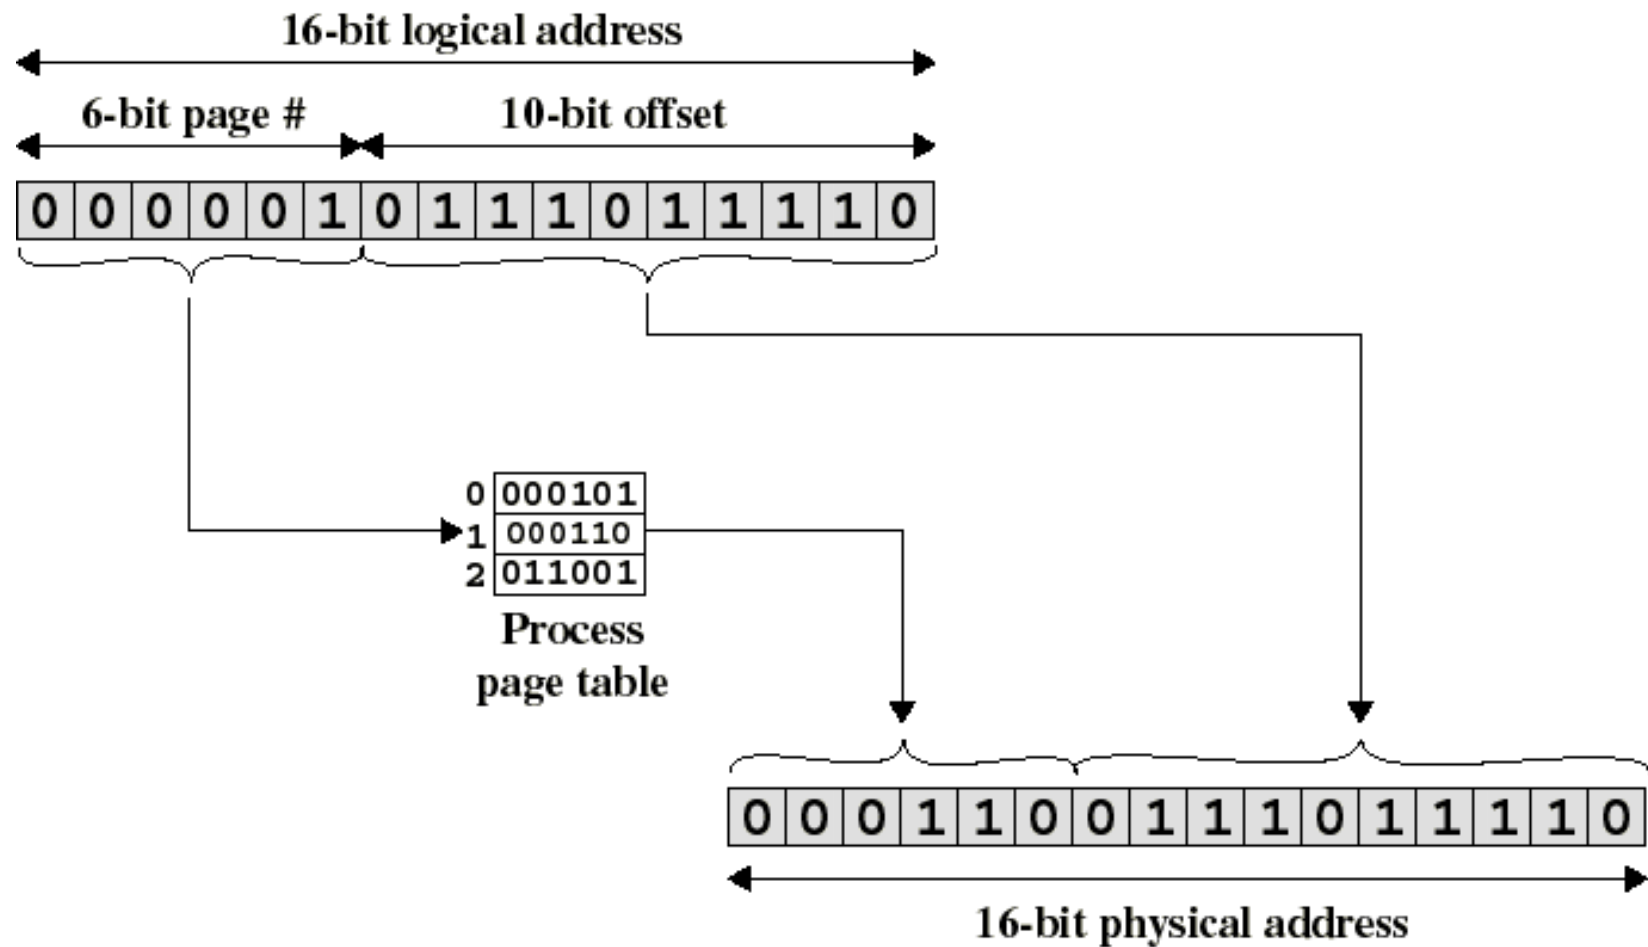 16-bit logical address
6-bit page # 10-bit offset
0 0 0 0 0 1 0 1 1 1 0 1 1 1 1 0
0 000101
1 000110
2 011001
Process
page table
0 0 0 1 1 0 0 1 1 1 0 1 1 1 1 0
16-bit physical address